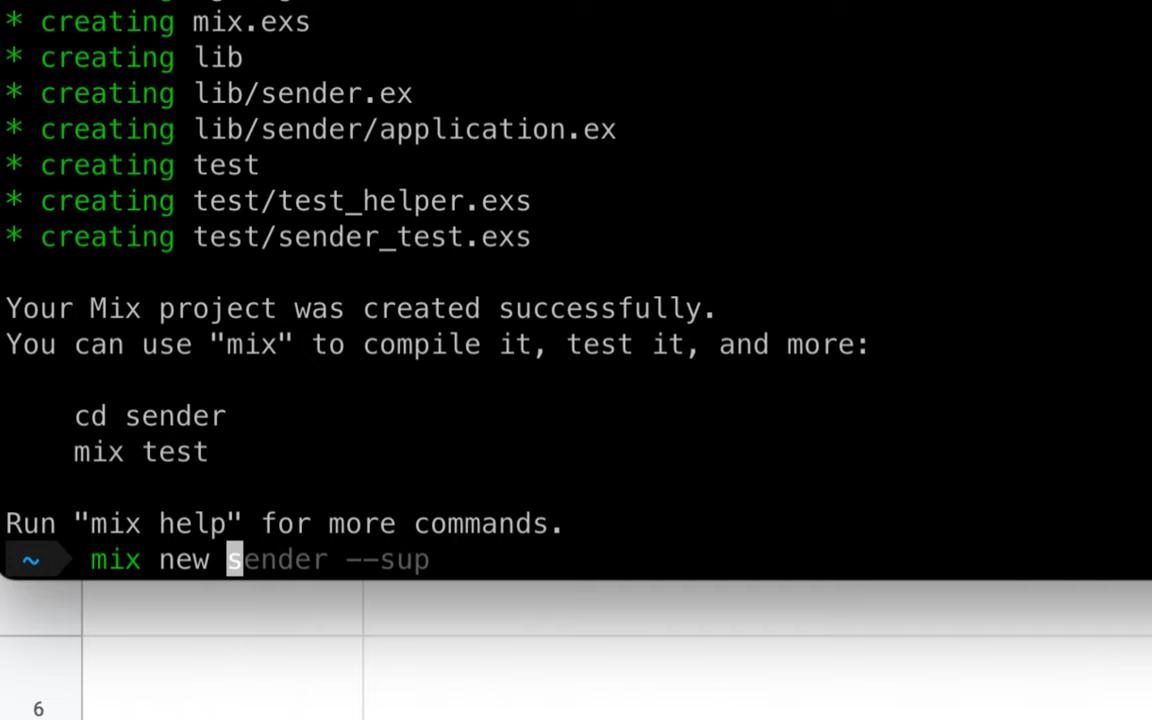 * creating mix.exs
* creating lib
* creating lib/sender.ex
* creating lib/sender/application.ex
* creating test
* creating test/test_helper.exs
* creating test/sender_test.exs
Your Mix project was created successfully.
You can use "mix" to compile it, test it, and more:
cd sender
mix test
Run "mix help" for more commands.
~ mix new sender --sup
6